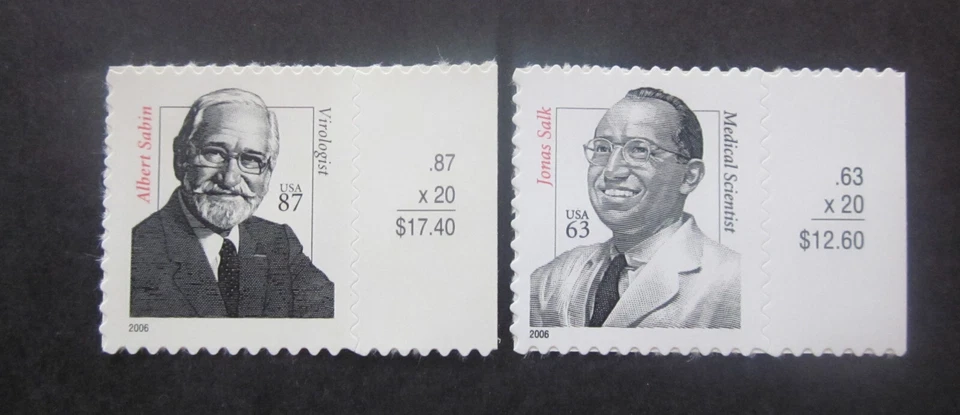 Albert Sabin
Virologist
USA
87
2006
.87
x 20
$17.40
Jonas Salk
Medical Scientist
USA
63
2006
.63
x 20
$12.60